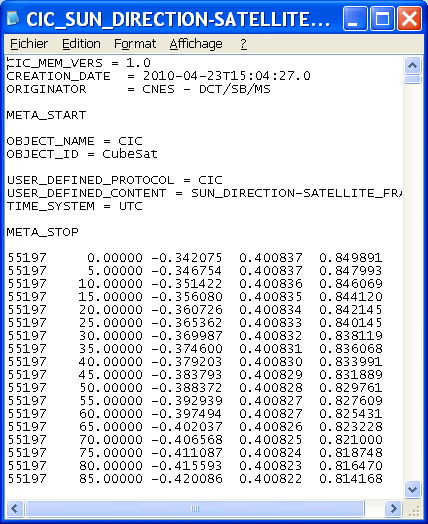 CIC_SUN_DIRECTION-SATELLITE_...
Fichier Edition Format Affichage ?
CIC_MEM_VERS = 1.0
CREATION_DATE = 2010-04-23T15:04:27.0
ORIGINATOR = CNES - DCT/SB/MS
META_START
OBJECT_NAME = CIC
OBJECT_ID = CubeSat
USER_DEFINED_PROTOCOL = CIC
USER_DEFINED_CONTENT = SUN_DIRECTION-SATELLITE_FRA
TIME_SYSTEM = UTC
META_STOP
55197 0.00000 -0.342075 0.400837 0.849891
55197 5.00000 -0.346754 0.400837 0.847993
55197 10.00000 -0.351422 0.400836 0.846069
55197 15.00000 -0.356080 0.400835 0.844120
55197 20.00000 -0.360726 0.400834 0.842145
55197 25.00000 -0.365362 0.400833 0.840145
55197 30.00000 -0.369987 0.400832 0.838119
55197 35.00000 -0.374600 0.400831 0.836068
55197 40.00000 -0.379203 0.400830 0.833981
55197 45.00000 -0.383793 0.400829 0.831889
55197 50.00000 -0.388372 0.400828 0.829761
55197 55.00000 -0.392939 0.400827 0.827609
55197 60.00000 -0.397494 0.400827 0.825431
55197 65.00000 -0.402037 0.400826 0.823228
55197 70.00000 -0.406568 0.400825 0.821000
55197 75.00000 -0.411087 0.400824 0.818748
55197 80.00000 -0.415593 0.400823 0.816470
55197 85.00000 -0.420086 0.400822 0.814168